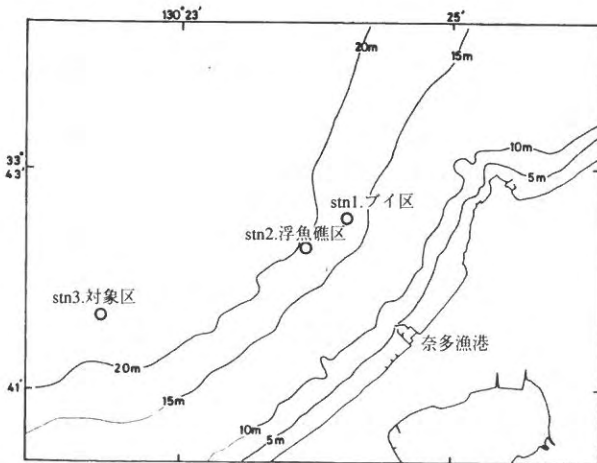 130°23'
25'
20m
15m
10m
33°
43'
5m
stn1.ブイ区
stn2.浮魚礁区
stn3.対象区
奈多漁港
20m
41'
15m
10m
5m